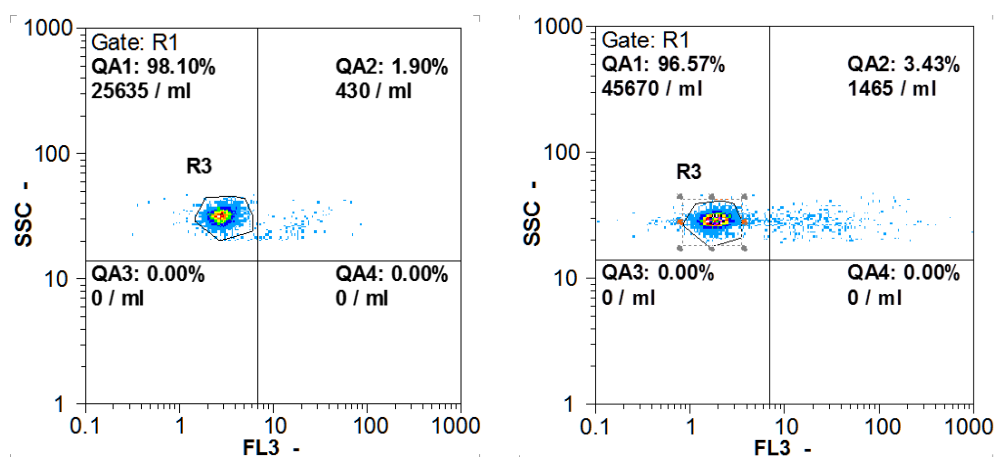 1000
Gate: R1
QA1: 98.10%
QA2: 1.90%
25635 / ml
430 / ml
R3
100
SSC -
10
QA3: 0.00%
QA4: 0.00%
0 / ml
0 / ml
1
0.1
1
10
100
1000
FL3 -
1000
Gate: R1
QA1: 96.57%
QA2: 3.43%
45670 / ml
1465 / ml
R3
100
SSC -
10
QA3: 0.00%
QA4: 0.00%
0 / ml
0 / ml
1
0.1
1
10
100
1000
FL3 -